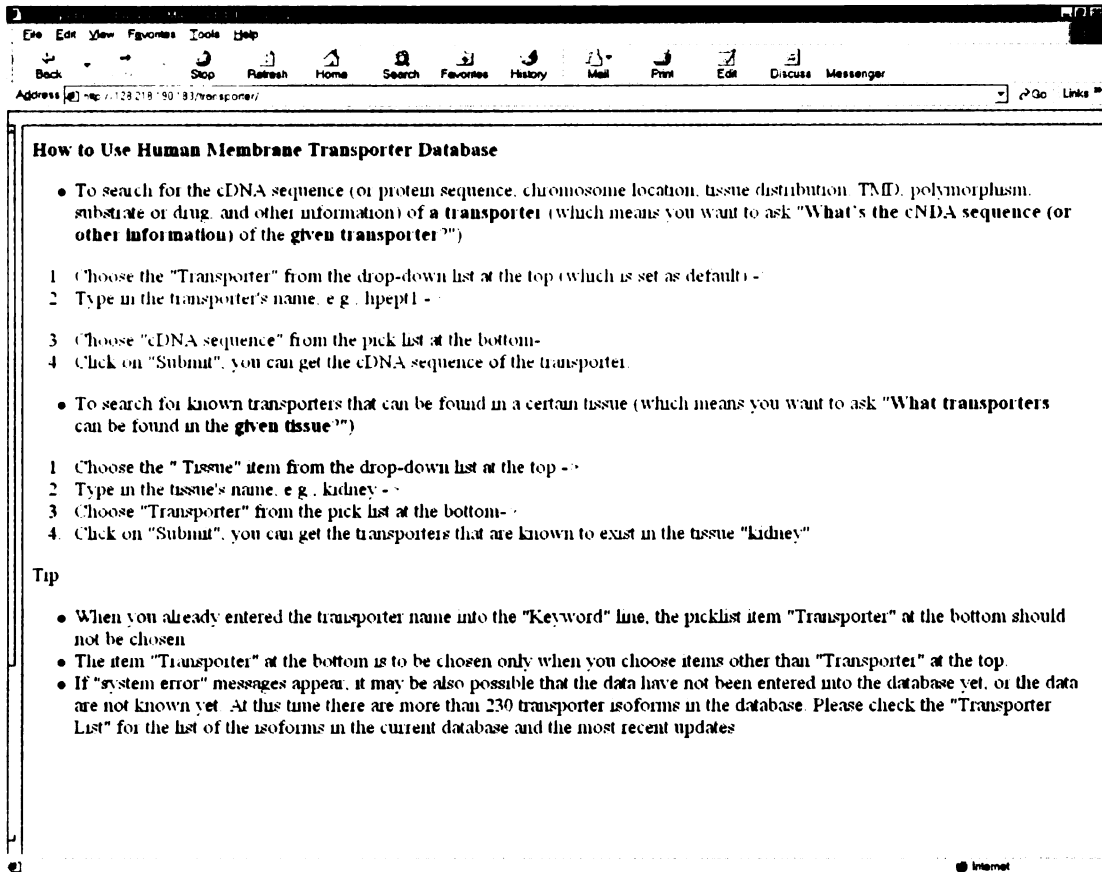 File Edit View Favorites Tools Help
Back Stop Refresh Home Search Favorites History Mail Print Edit Discuss Messenger
Address http://128.218.190.183/transporter/ Go Links »
How to Use Human Membrane Transporter Database
• To search for the cDNA sequence (or protein sequence, chromosome location, tissue distribution, TMD, polymorphism,
substrate or drug, and other information) of a transporter (which means you want to ask "What's the cNDA sequence (or
other information) of the given transporter?")
1 Choose the "Transporter" from the drop-down list at the top (which is set as default) -
2 Type in the transporter's name, e.g., hpept1 -
3 Choose "cDNA sequence" from the pick list at the bottom-
4 Click on "Submit", you can get the cDNA sequence of the transporter.
• To search for known transporters that can be found in a certain tissue (which means you want to ask "What transporters
can be found in the given tissue?")
1 Choose the " Tissue" item from the drop-down list at the top ->
2 Type in the tissue's name, e.g., kidney ->
3 Choose "Transporter" from the pick list at the bottom->
4. Click on "Submit", you can get the transporters that are known to exist in the tissue "kidney"
Tip
• When you already entered the transporter name into the "Keyword" line, the picklist item "Transporter" at the bottom should
not be chosen
• The item "Transporter" at the bottom is to be chosen only when you choose items other than "Transporter" at the top.
• If "system error" messages appear, it may be also possible that the data have not been entered into the database yet, or the data
are not known yet. At this time there are more than 230 transporter isoforms in the database. Please check the "Transporter
List" for the list of the isoforms in the current database and the most recent updates
Internet